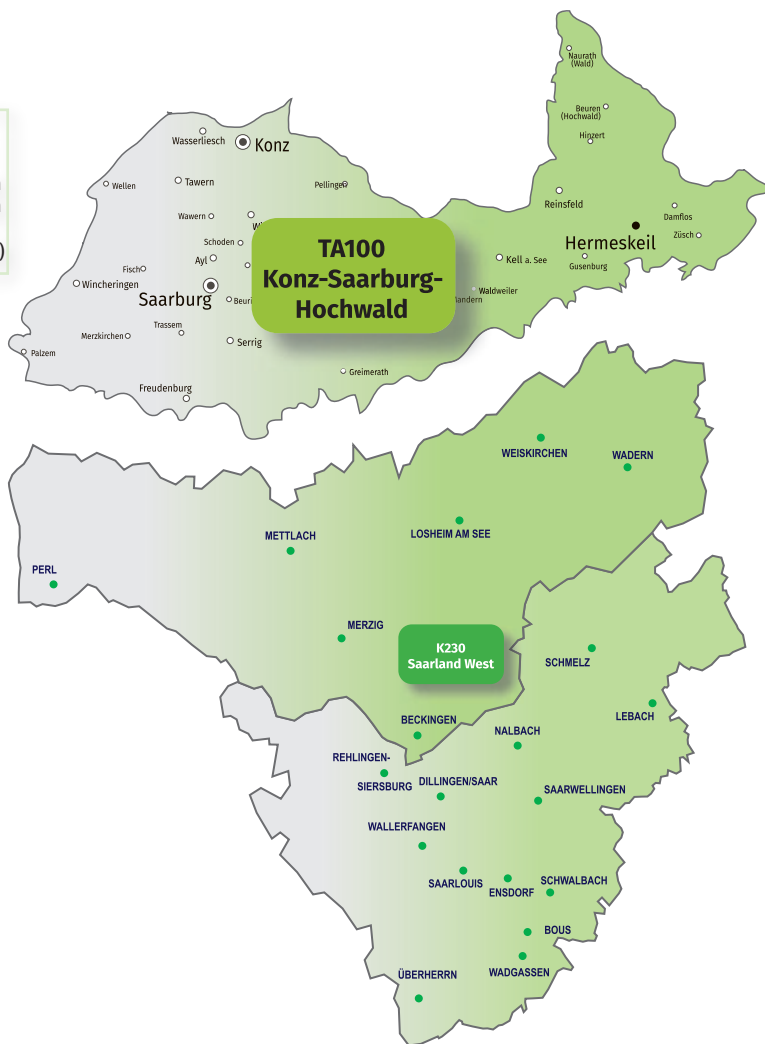 Naurath
(Wald)
Beuren
(Hochwald)
Hinzert
Wasserliesch
Konz
Wellen
Tawern
Pellingen
Reinsfeld
Wawern
Damflos
Züsch
Hermeskeil
Schoden
Ayl
Kell a. See
Gusenburg
Fisch
TA100
Konz-Saarburg-
Hochwald
Wincheringen
Saarburg
Waldweiler
Merzkirchen
Trassem
Serrig
Palzem
Greimerath
Freudenburg
WEISKIRCHEN
WADERN
METTLACH
LOSHEIM AM SEE
PERL
MERZIG
K230
Saarland West
SCHMELZ
BECKINGEN
LEBACH
NALBACH
REHLINGEN-
SIERSBURG
DILLINGEN/SAAR
SAARWELLINGEN
WALLERFANGEN
SAARLOUIS
ENSDORF
SCHWALBACH
BOUS
ÜBERHERRN
WADGASSEN